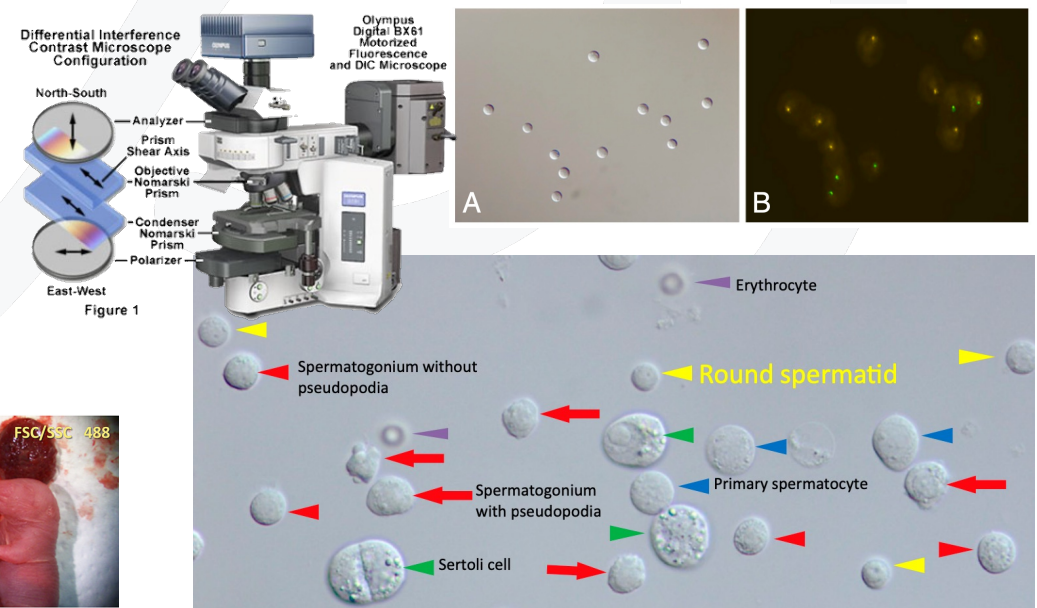 Differential Interference
Contrast Microscope
Configuration
North-South
Analyzer
Prism
Shear Axis
Objective
Nomarski
Prism
Condenser
Nomarski
Prism
Polarizer
East-West
Figure 1
Olympus
Digital BX61
Motorized
Fluorescence
and DIC Microscope
OLYMPUS
A
B
Erythrocyte
Spermatogonium without
pseudopodia
Round spermatid
Spermatogonium
with pseudopodia
Primary spermatocyte
Sertoli cell
FSC/SSC 488